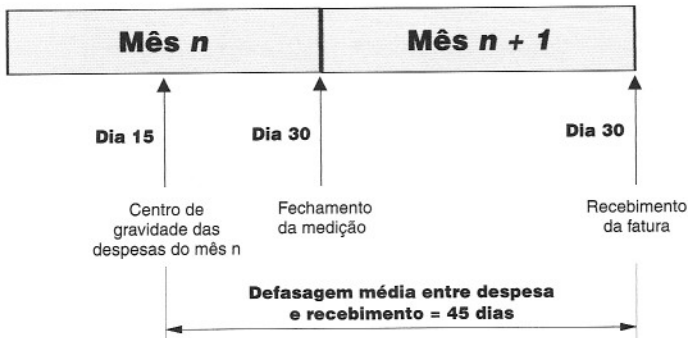 Mês n
Mês n + 1
Dia 15
Dia 30
Dia 30
Centro de
gravidade das
despesas do mês n
Fechamento
da medição
Recebimento
da fatura
Defasagem média entre despesa
e recebimento = 45 dias